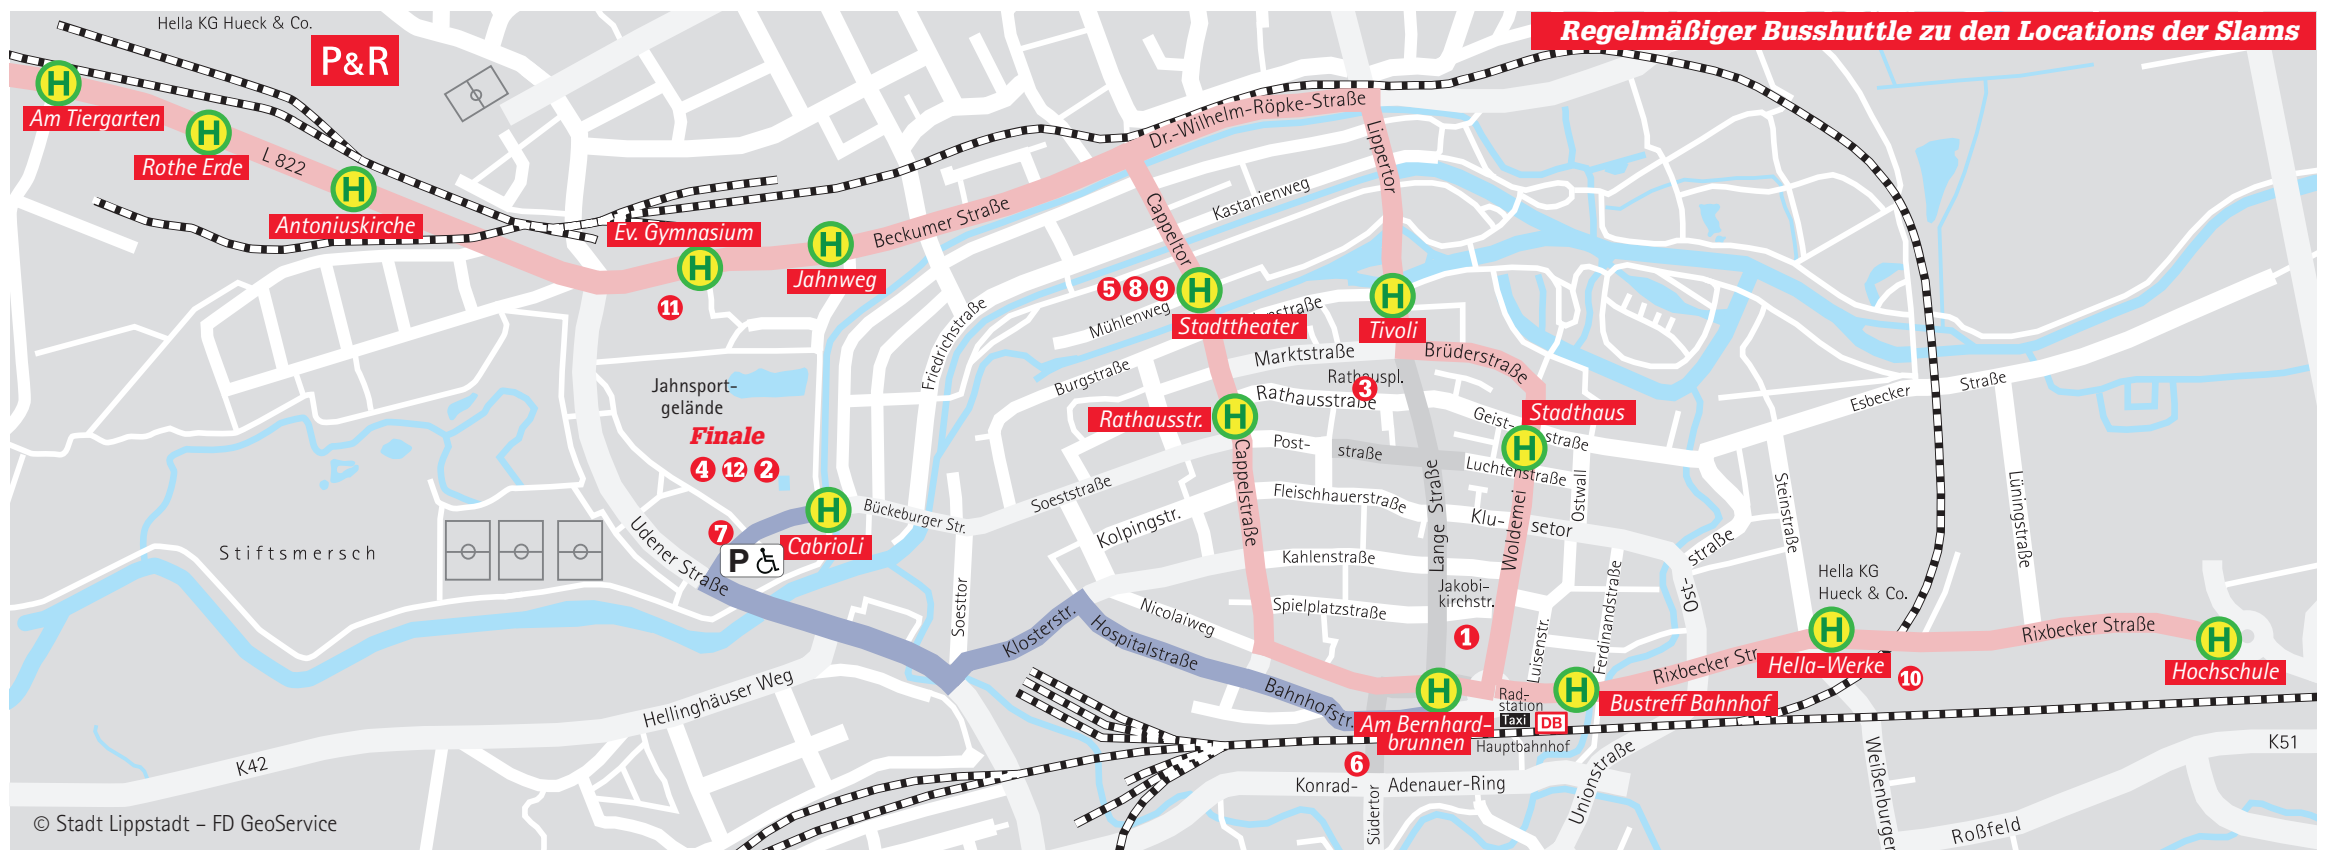 Hella KG Hueck & Co.
P&R
Regelmäßiger Busshuttle zu den Locations der Slams
H
Am Tiergarten
H
Rothe Erde
L 822
H
Antoniuskirche
Ev. Gymnasium
H
11
H
Jahnweg
Beckumer Straße
Dr.-Wilhelm-Röpke-Straße
Lippertor
Kastanienweg
Cappeltor
5 8 9
H
Stadttheater
Mühlenweg
H
Tivoli
Friedrichstraße
Burgstraße
Marktstraße
Brüderstraße
Rathauspl.
3
Rathausstraße
H
Rathausstr.
Stadthaus
H
Geist-
straße
Esbecker
Straße
Jahnsport-
gelände
Finale
4 12 2
7
P
H
CabrioLi
Bückeburger Str.
Soeststraße
Post-
straße
Luchtenstraße
Ostwall
Fleischhauerstraße
Klu-
setor
Kolpingstr.
Cappelstraße
Lange Straße
Woldemei
Kahlenstraße
Jakobi-
kirchstr.
Spielplatzstraße
1
Steinstraße
Lüningstraße
Ost-
straße
Stiftsmersch
Udener Straße
Soesttor
Klosterstr.
Nicolaiweg
Hospitalstraße
Bahnhofstr.
Luisenstr.
Ferdinandstraße
Hella KG
Hueck & Co.
H
Hella-Werke
10
Rixbecker Str.
Rixbecker Straße
H
Hochschule
H
Am Bernhard-
brunnen
H
Bustreff Bahnhof
Rad-
station
Taxi
DB
Hauptbahnhof
6
Konrad-
Adenauer-Ring
Südertor
Unionstraße
Weißenburger
Roßfeld
K51
Hellinghäuser Weg
K42
© Stadt Lippstadt – FD GeoService